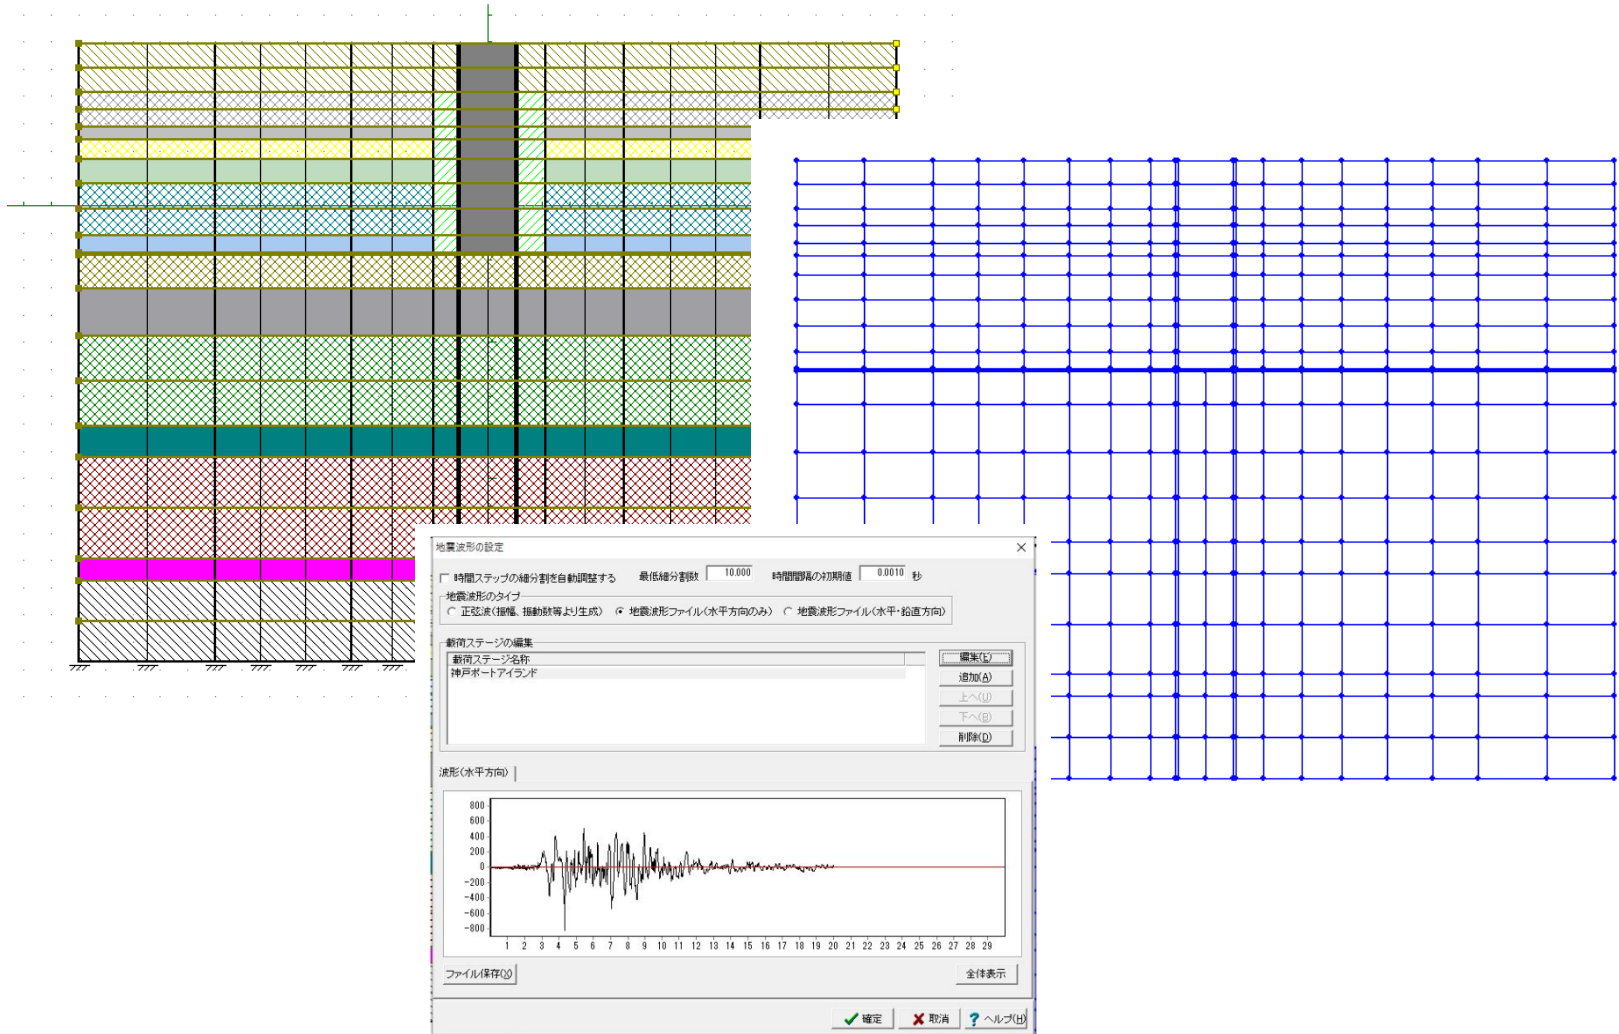 地震波形の設定
時間ステップの細分割を自動調整する 最低細分割数 10.000 時間間隔の初期値 0.0010 秒
地震波形のタイプ
正弦波(振幅、振動数等より生成) 地震波形ファイル(水平方向のみ) 地震波形ファイル(水平・鉛直方向)
載荷ステージの編集
載荷ステージ名称
神戸ポートアイランド
編集(E)
追加(A)
上へ(U)
下へ(B)
削除(D)
波形(水平方向)
800
600
400
200
0
-200
-400
-600
-800
1 2 3 4 5 6 7 8 9 10 11 12 13 14 15 16 17 18 19 20 21 22 23 24 25 26 27 28 29
ファイル保存(X) 全体表示
確定 取消 ? ヘルプ(H)